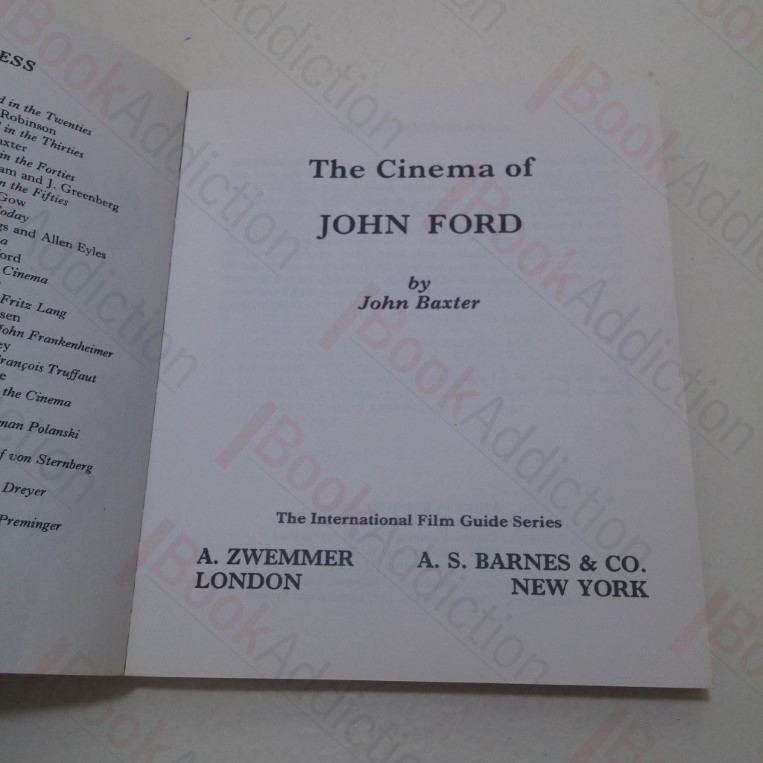 ESS
d in the Twenties
Robinson
in the Thirties
axter
in the Forties
am and J. Greenberg
n the Fifties
Gow
oday
gs and Allen Eyles
a
ord
Cinema
Fritz Lang
sen
John Frankenheimer
ey
rançois Truffaut
e
the Cinema
man Polanski
f von Sternberg
Dreyer
Preminger
The Cinema of
JOHN FORD
by
John Baxter
The International Film Guide Series
A. ZWEMMER
LONDON
A. S. BARNES & CO.
NEW YORK
BookAddiction